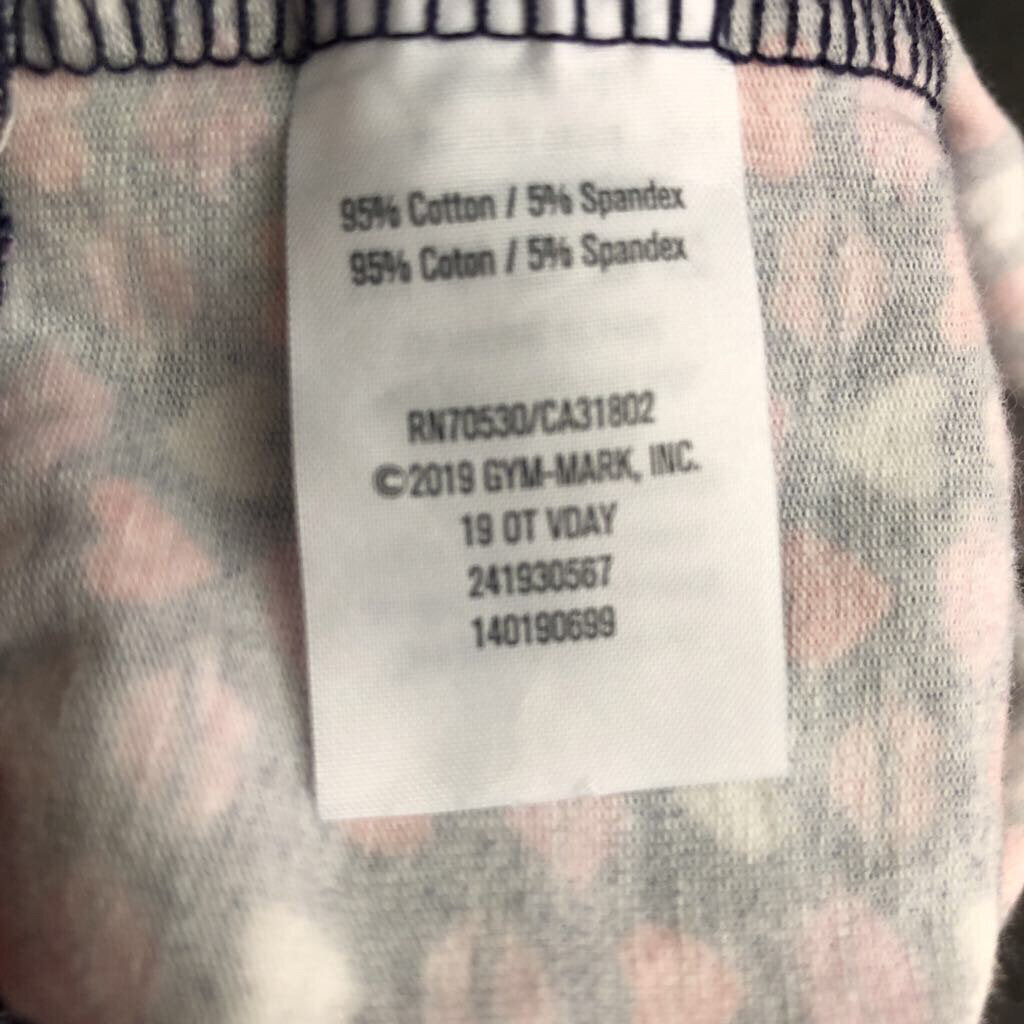 95% Cotton / 5% Spandex
95% Coton / 5% Spandex
RN70530/CA31802
©2019 GYM-MARK, INC.
19 OT VDAY
241930567
140190699